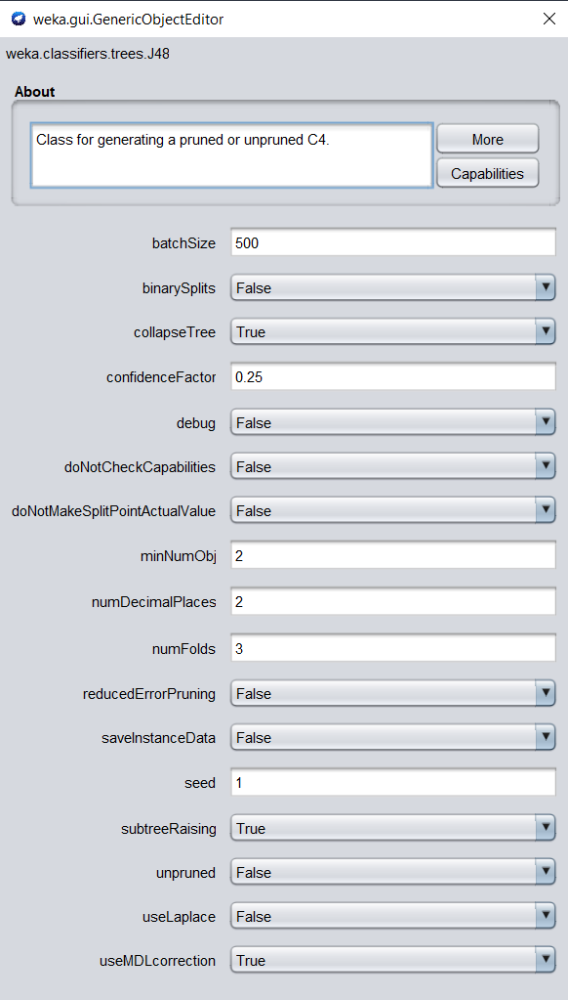 weka.gui.GenericObjectEditor
weka.classifiers.trees.J48
About
Class for generating a pruned or unpruned C4.
More
Capabilities
batchSize 500
binarySplits False
collapseTree True
confidenceFactor 0.25
debug False
doNotCheckCapabilities False
doNotMakeSplitPointActualValue False
minNumObj 2
numDecimalPlaces 2
numFolds 3
reducedErrorPruning False
saveInstanceData False
seed 1
subtreeRaising True
unpruned False
useLaplace False
useMDLcorrection True